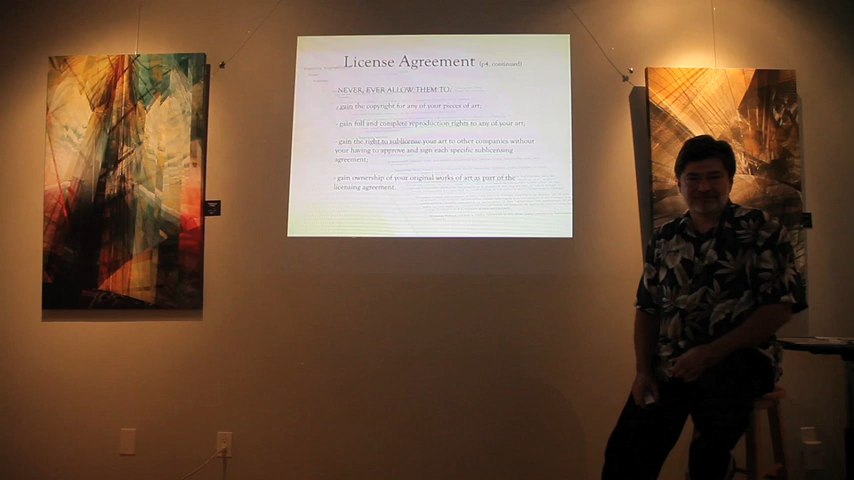 License Agreement (p4, continued)
NEVER, EVER ALLOW THEM TO:
- gain the copyright for any of your pieces of art;
- gain full and complete reproduction rights to any of your art;
- gain the right to sublicense your art to other companies without
your having to approve and sign each specific sublicensing
agreement;
- gain ownership of your original works of art as part of the
licensing agreement.